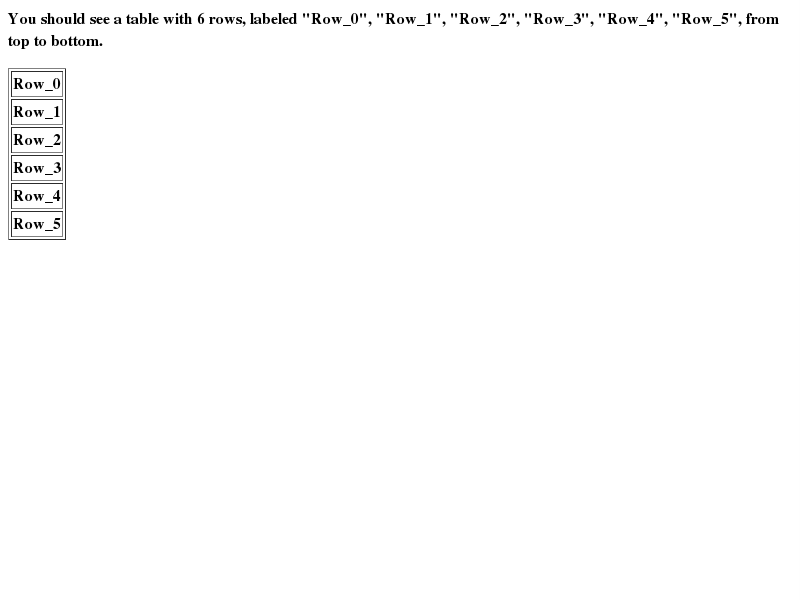 You should see a table with 6 rows, labeled "Row_0", "Row_1", "Row_2", "Row_3", "Row_4", "Row_5", from
top to bottom.
Row_0
Row_1
Row_2
Row_3
Row_4
Row_5